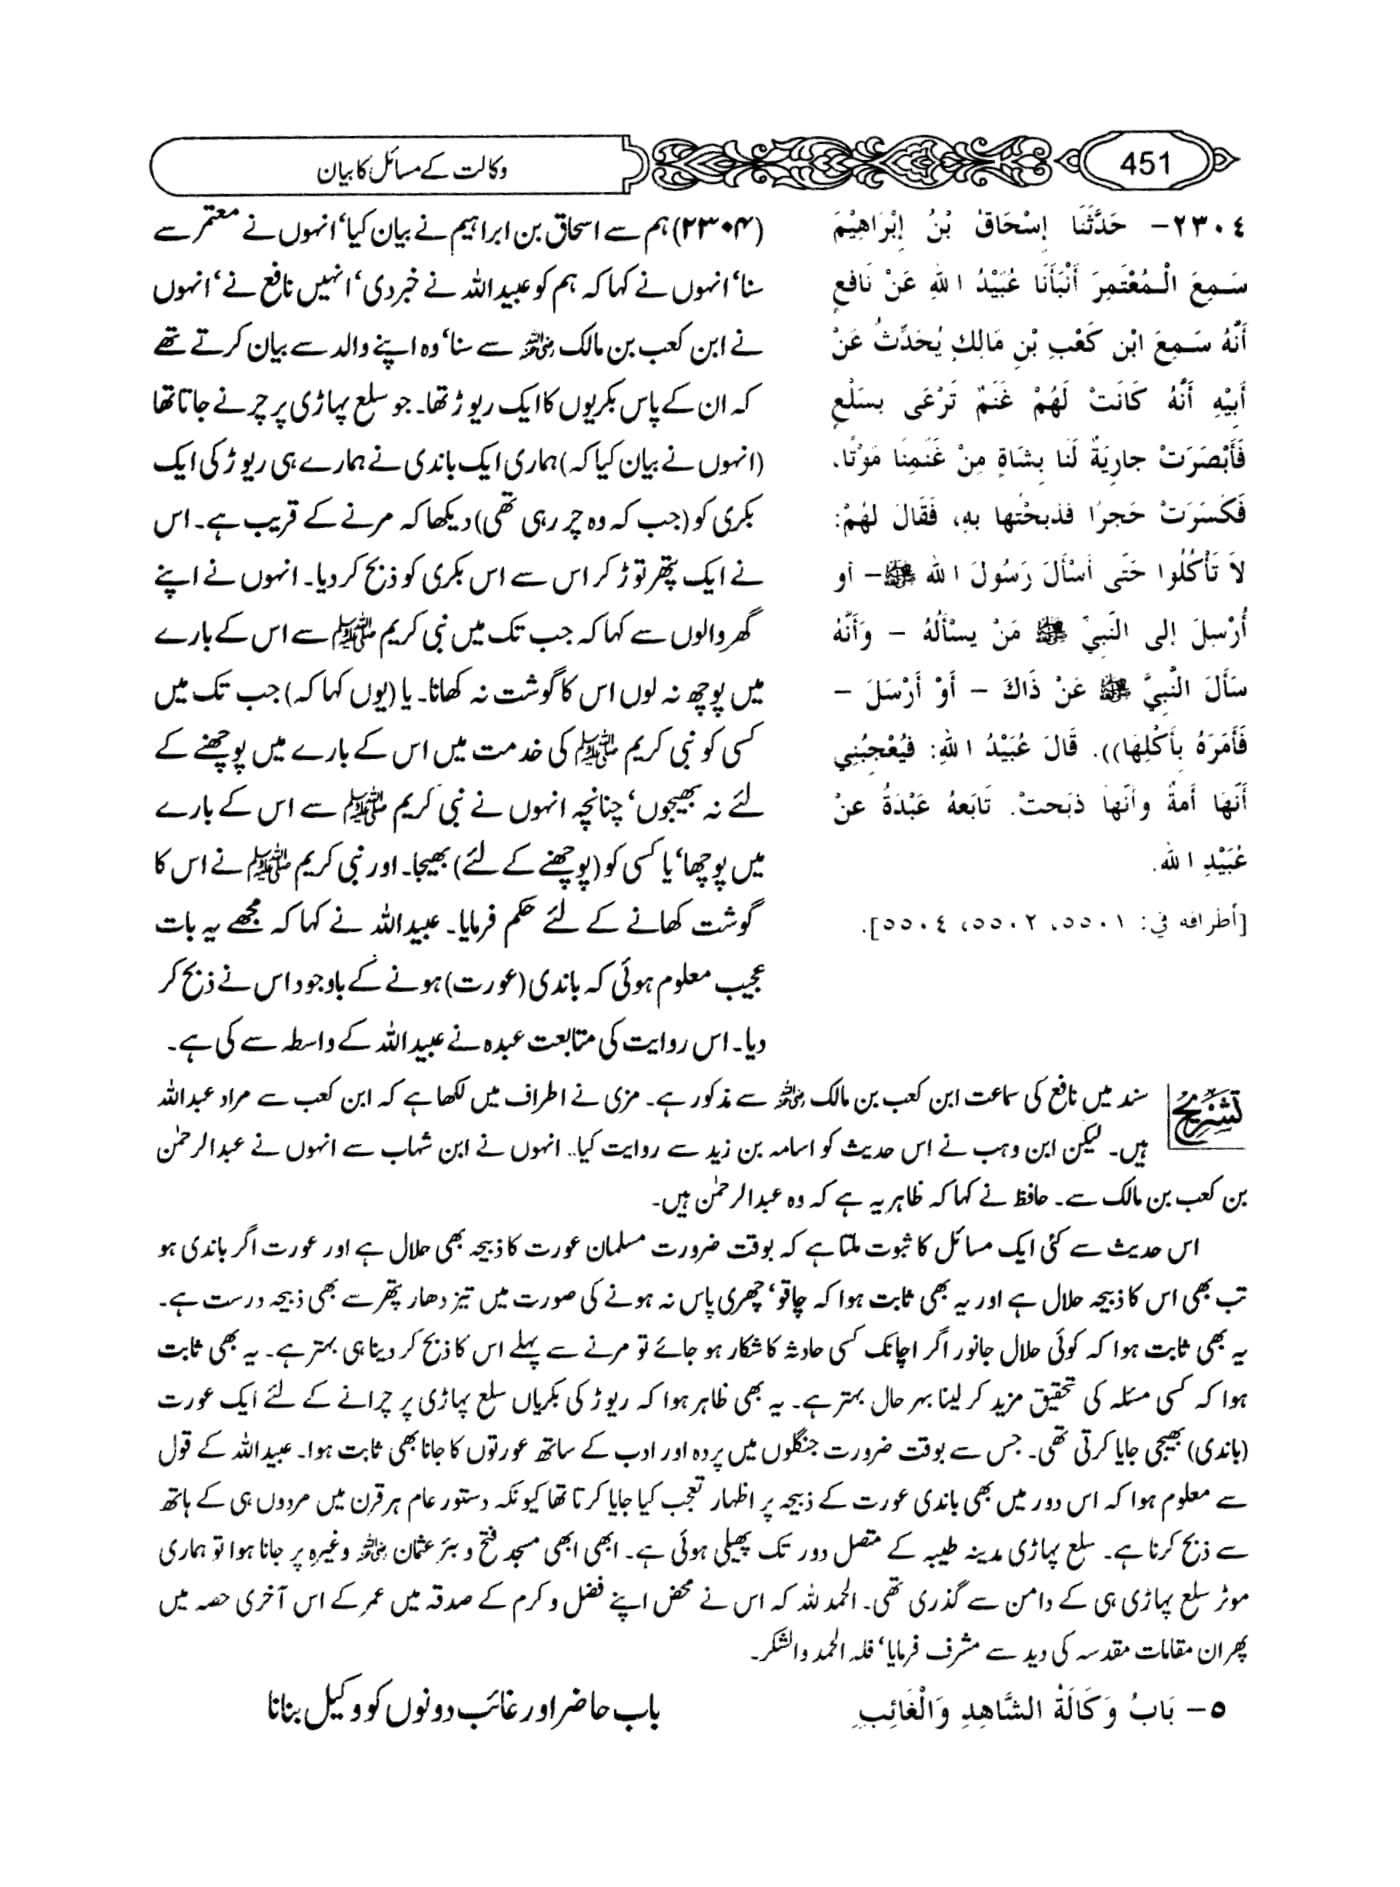 451
وکالت کے مسائل کا بیان
٢٣٠٤- حَدَّثَنَا إِسْحَاقُ بْنُ إِبْرَاهِيْمَ
سَمِعَ الْمُعْتَمِرَ أَنْبَأَنَا عُبَيْدُ اللهِ عَنْ نَافِعٍ
أَنَّهُ سَمِعَ ابْنَ كَعْبِ بْنِ مَالِكٍ يُحَدِّثُ عَنْ
أَبِيْهِ أَنَّهُ كَانَتْ لَهُمْ غَنَمٌ تَرْعَى بِسَلْعٍ
فَأَبْصَرَتْ جارِيَةٌ لَنا بِشَاةٍ مِنْ غَنَمِنَا مَوْتًا،
فَكَسَرَتْ حَجَرًا فَذَبَحَتْها بِهِ، فَقَالَ لَهُمْ:
لاَ تَأْكُلُوا حَتَّى أَسْأَلَ رَسُولَ اللهِ ﷺ - أو
أُرْسِلَ إلى النَبِيِّ ﷺ مَنْ يسأَلُهُ - وَأَنَّهُ
سَأَلَ النَّبِيَّ ﷺ عَنْ ذَاكَ - أَوْ أَرْسَلَ -
فَأَمَرَهُ بِأَكْلِهَا)). قَالَ عُبَيْدُ اللهِ: فَيُعْجِبُنِي
أَنَّهَا أَمَةٌ وأَنَّها ذَبَحَتْ. تَابَعَهُ عَبْدَةُ عَنْ
عُبَيْدِ اللهِ.
[أطرافه في: ٥٥٠١، ٥٥٠٢، ٥٥٠٤].
(۲۳۰۴) ہم سے اسحاق بن ابراہیم نے بیان کیا‘ انہوں نے معتمر سے
سنا‘ انہوں نے کہا کہ ہم کو عبیداللہ نے خبر دی‘ انہیں نافع نے‘ انہوں
نے ابن کعب بن مالک رضی اللہ عنہ سے سنا‘ وہ اپنے والد سے بیان کرتے تھے
کہ ان کے پاس بکریوں کا ایک ریوڑ تھا۔ جو سلع پہاڑی پر چرنے جاتا تھا
(انہوں نے بیان کیا کہ) ہماری ایک باندی نے ہمارے ہی ریوڑ کی ایک
بکری کو (جب کہ وہ چر رہی تھی) دیکھا کہ مرنے کے قریب ہے۔ اس
نے ایک پتھر توڑ کر اس سے اس بکری کو ذبح کر دیا۔ انہوں نے اپنے
گھر والوں سے کہا کہ جب تک میں نبی کریم ﷺ سے اس کے بارے
میں پوچھ نہ لوں اس کا گوشت نہ کھانا۔ یا (یوں کہا کہ) جب تک میں
کسی کو نبی کریم ﷺ کی خدمت میں اس کے بارے میں پوچھنے کے
لئے نہ بھیجوں‘ چنانچہ انہوں نے نبی کریم ﷺ سے اس کے بارے
میں پوچھا‘ یا کسی کو (پوچھنے کے لئے) بھیجا۔ اور نبی کریم ﷺ نے اس کا
گوشت کھانے کے لئے حکم فرمایا۔ عبیداللہ نے کہا کہ مجھے یہ بات
عجیب معلوم ہوئی کہ باندی (عورت) ہونے کے باوجود اس نے ذبح کر
دیا۔ اس روایت کی متابعت عبدہ نے عبیداللہ کے واسطہ سے کی ہے۔
تشریح
سند میں نافع کی سماعت ابن کعب بن مالک رضی اللہ عنہ سے مذکور ہے۔ مزی نے اطراف میں لکھا ہے کہ ابن کعب سے مراد عبداللہ
ہیں۔ لیکن ابن وہب نے اس حدیث کو اسامہ بن زید سے روایت کیا۔ انہوں نے ابن شہاب سے انہوں نے عبدالرحمٰن
بن کعب بن مالک سے۔ حافظ نے کہا کہ ظاہر یہ ہے کہ وہ عبدالرحمٰن ہیں۔
اس حدیث سے کئی ایک مسائل کا ثبوت ملتا ہے کہ بوقت ضرورت مسلمان عورت کا ذبیحہ بھی حلال ہے اور عورت اگر باندی ہو
تب بھی اس کا ذبیحہ حلال ہے اور یہ بھی ثابت ہوا کہ چاقو‘ چھری پاس نہ ہونے کی صورت میں تیز دھار پتھر سے بھی ذبیحہ درست ہے۔
یہ بھی ثابت ہوا کہ کوئی حلال جانور اگر اچانک کسی حادثہ کا شکار ہو جائے تو مرنے سے پہلے اس کا ذبح کر دینا ہی بہتر ہے۔ یہ بھی ثابت
ہوا کہ کسی مسئلہ کی تحقیق مزید کر لینا بہر حال بہتر ہے۔ یہ بھی ظاہر ہوا کہ ریوڑ کی بکریاں سلع پہاڑی پر چرانے کے لئے ایک عورت
(باندی) بھیجی جایا کرتی تھی۔ جس سے بوقت ضرورت جنگلوں میں پردہ اور ادب کے ساتھ عورتوں کا جانا بھی ثابت ہوا۔ عبیداللہ کے قول
سے معلوم ہوا کہ اس دور میں بھی باندی عورت کے ذبیحہ پر اظہار تعجب کیا جایا کرتا تھا کیونکہ دستور عام ہر قرن میں مردوں ہی کے ہاتھ
سے ذبح کرنا ہے۔ سلع پہاڑی مدینہ طیبہ کے متصل دور تک پھیلی ہوئی ہے۔ ابھی ابھی مسجد فتح و بئر عثمان رضی اللہ عنہ وغیرہ پر جانا ہوا تو ہماری
موٹر سلع پہاڑی ہی کے دامن سے گذری تھی۔ الحمد للہ کہ اس نے محض اپنے فضل و کرم کے صدقہ میں عمر کے اس آخری حصہ میں
پھر ان مقامات مقدسہ کی دید سے مشرف فرمایا‘ فللہ الحمد والشکر۔
٥- بَابُ وَكَالَةُ الشَّاهِدِ وَالْغَائِبِ
باب حاضر اور غائب دونوں کو وکیل بنانا